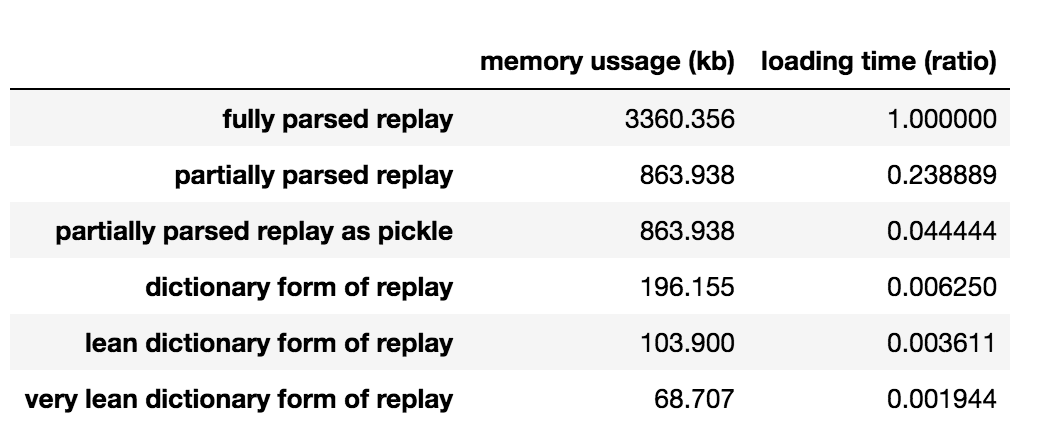 memory ussage (kb) loading time (ratio)
fully parsed replay 3360.356 1.000000
partially parsed replay 863.938 0.238889
partially parsed replay as pickle 863.938 0.044444
dictionary form of replay 196.155 0.006250
lean dictionary form of replay 103.900 0.003611
very lean dictionary form of replay 68.707 0.001944